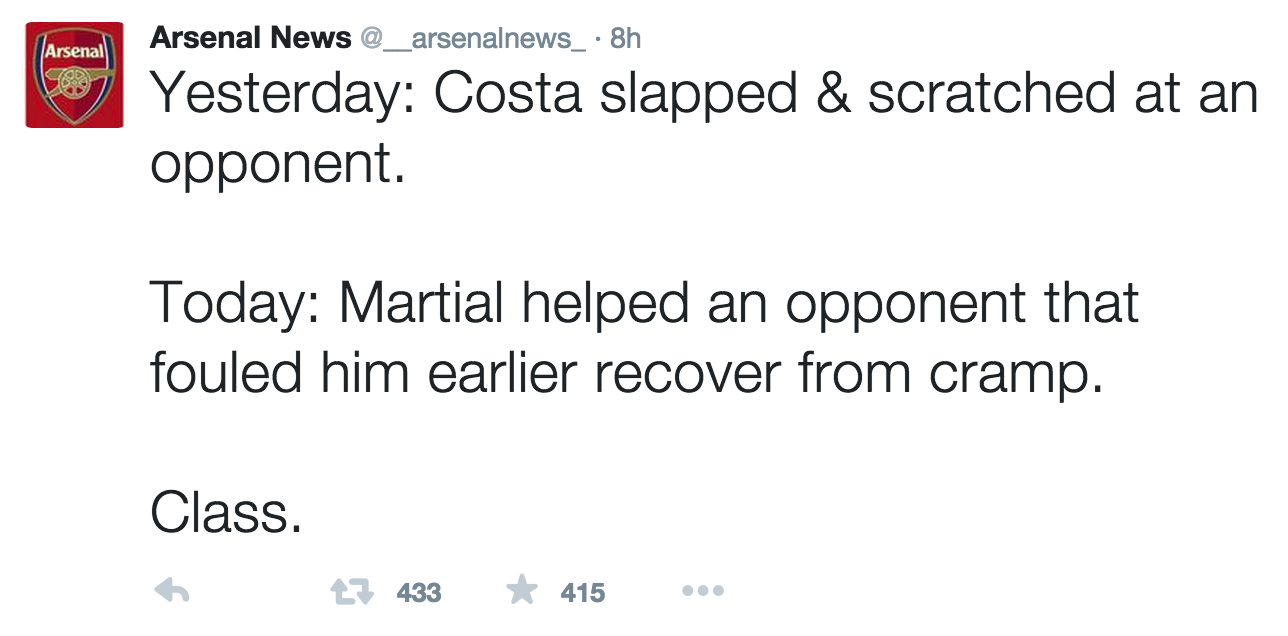 Arsenal
Arsenal News @__arsenalnews_ · 8h
Yesterday: Costa slapped & scratched at an
opponent.
Today: Martial helped an opponent that
fouled him earlier recover from cramp.
Class.
433 415